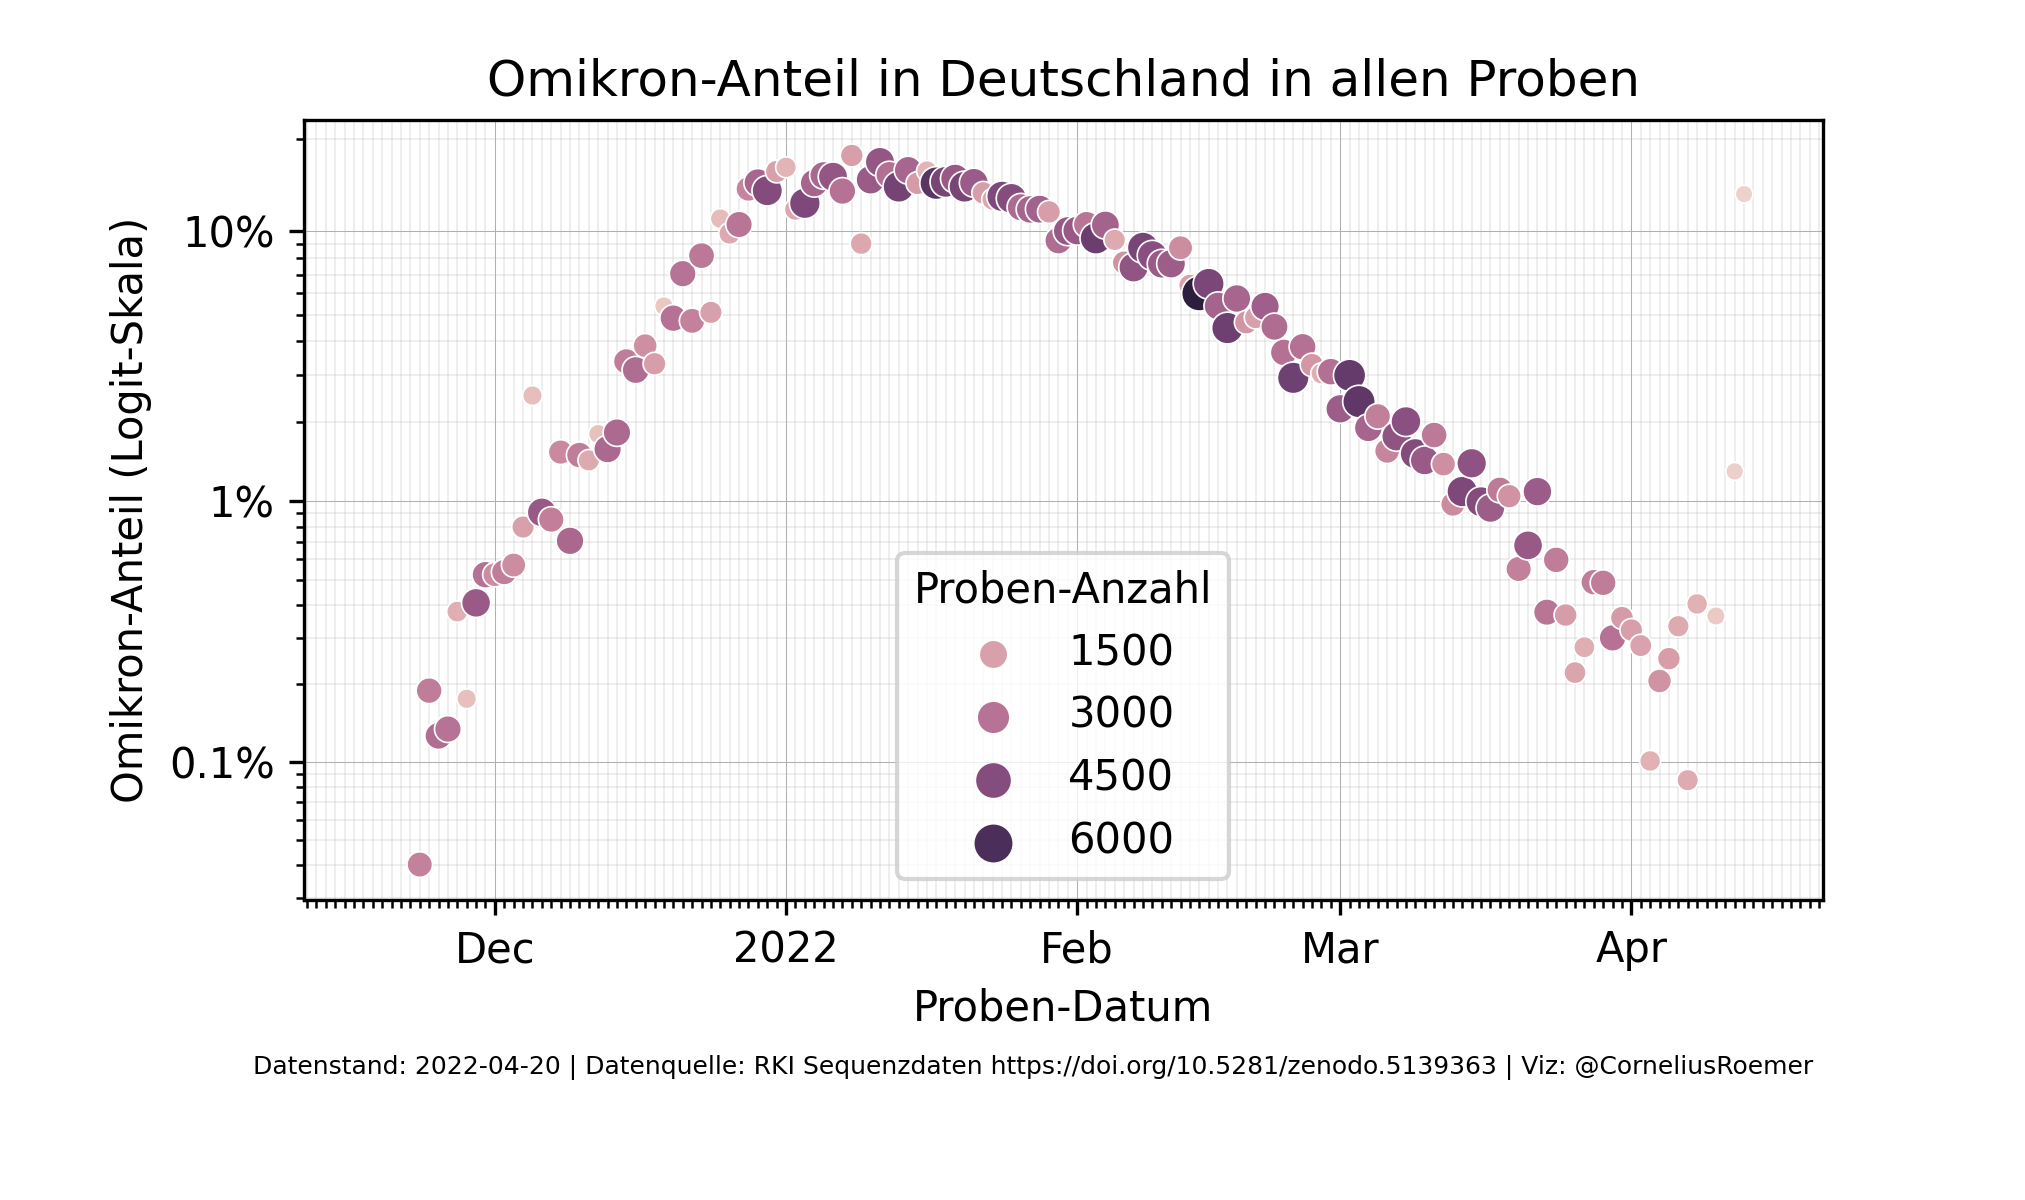 Omikron-Anteil in Deutschland in allen Proben
Omikron-Anteil (Logit-Skala)
10%
1%
0.1%
Proben-Anzahl
1500
3000
4500
6000
Dec
2022
Feb
Mar
Apr
Proben-Datum
Datenstand: 2022-04-20 | Datenquelle: RKI Sequenzdaten https://doi.org/10.5281/zenodo.5139363 | Viz: @CorneliusRoemer